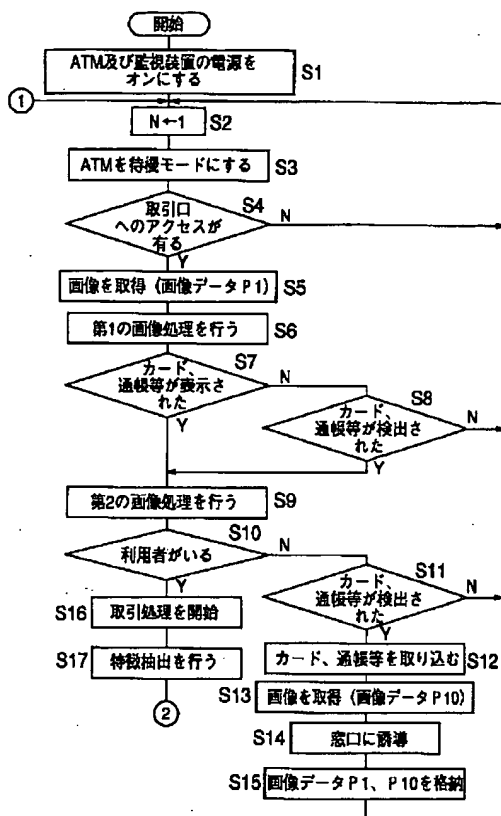 開始
ATM及び監視装置の電源を
オンにする
S1
1
N←1
S2
ATMを待機モードにする
S3
取引口
へのアクセスが
有る
S4
N
Y
画像を取得(画像データP1)
S5
第1の画像処理を行う
S6
カード、
通帳等が表示さ
れた
S7
N
Y
カード、
通帳等が検出さ
れた
S8
N
Y
第2の画像処理を行う
S9
利用者がいる
S10
N
Y
カード、
通帳等が検出さ
れた
S11
N
Y
S16
取引処理を開始
カード、通帳等を取り込む
S12
S17
特徴抽出を行う
S13
画像を取得(画像データP10)
2
S14
窓口に誘導
S15
画像データP1、P10を格納